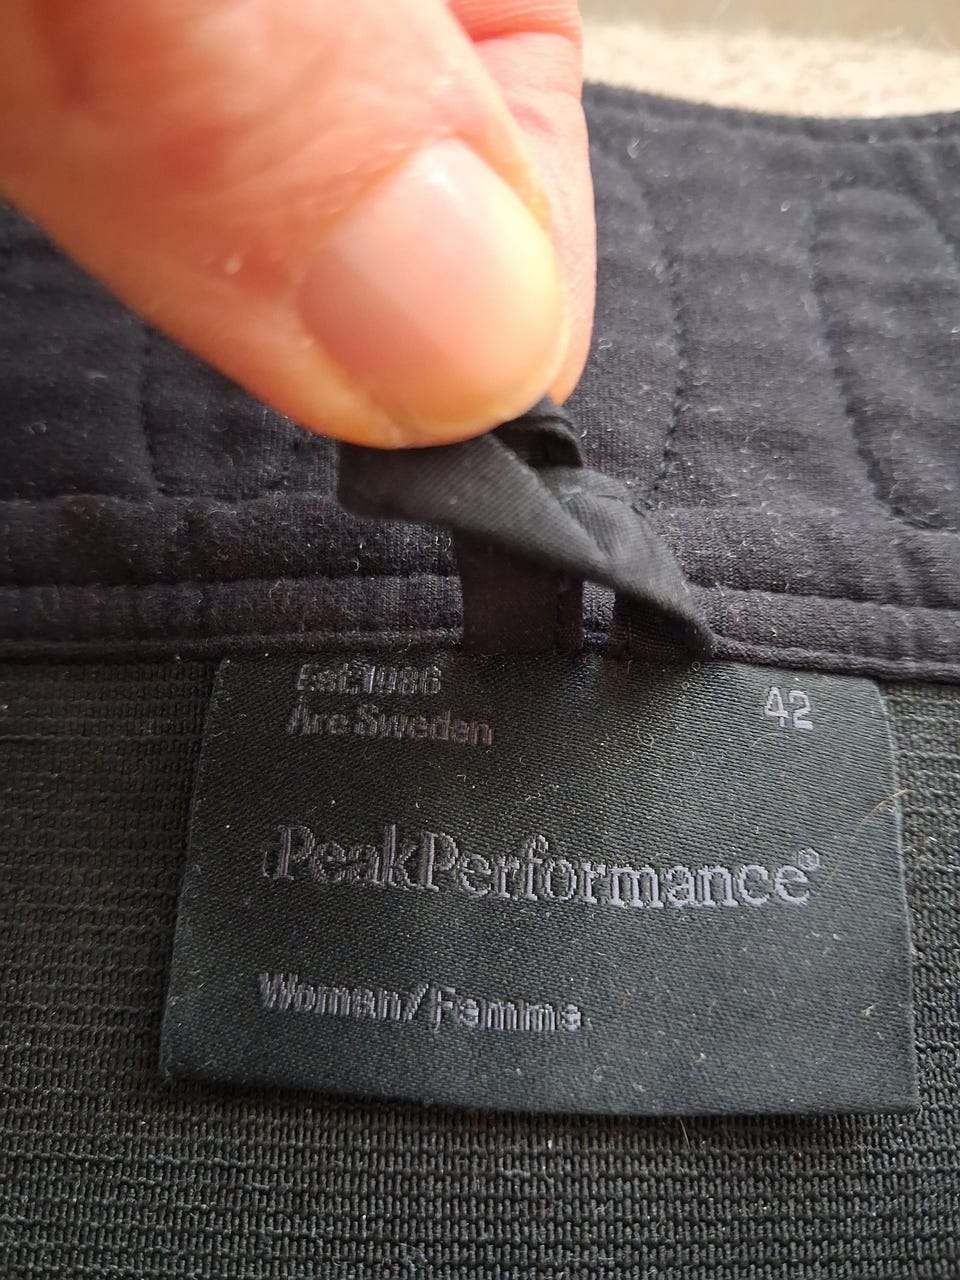 Est.1986
42
Åre Sweden
PeakPerformance®
Woman/Femme